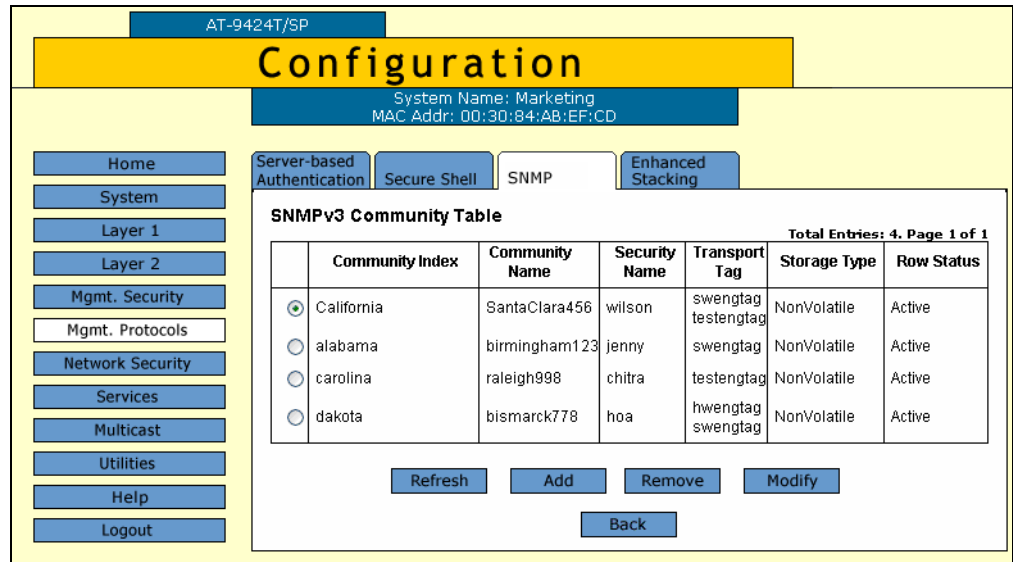 AT-9424T/SP
Configuration
System Name: Marketing
MAC Addr: 00:30:84:AB:EF:CD
Home
System
Layer 1
Layer 2
Mgmt. Security
Mgmt. Protocols
Network Security
Services
Multicast
Utilities
Help
Logout
Server-based
Authentication
Secure Shell
SNMP
Enhanced
Stacking
SNMPv3 Community Table
Total Entries: 4. Page 1 of 1
Community Index Community Name Security Name Transport Tag Storage Type Row Status
California SantaClara456 wilson swengtag testengtag NonVolatile Active
alabama birmingham123 jenny swengtag NonVolatile Active
carolina raleigh998 chitra testengtag NonVolatile Active
dakota bismarck778 hoa hwengtag swengtag NonVolatile Active
Refresh Add Remove Modify
Back